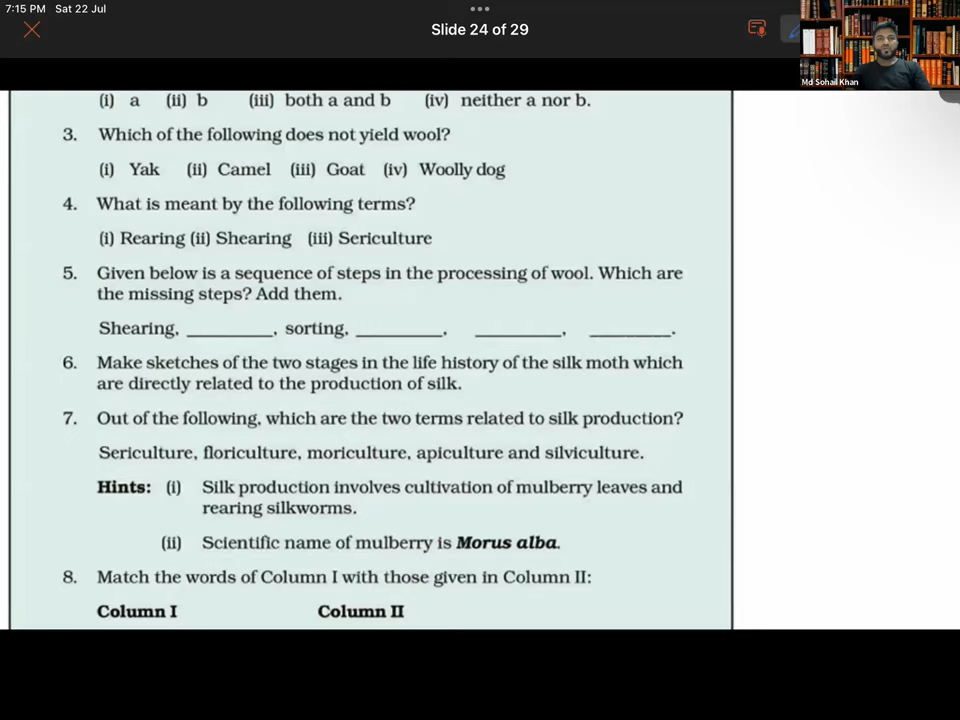 7:15 PM Sat 22 Jul
Slide 24 of 29
Md Sohail Khan
(i) a (ii) b (iii) both a and b (iv) neither a nor b.
3. Which of the following does not yield wool?
(i) Yak (ii) Camel (iii) Goat (iv) Woolly dog
4. What is meant by the following terms?
(i) Rearing (ii) Shearing (iii) Sericulture
5. Given below is a sequence of steps in the processing of wool. Which are
the missing steps? Add them.
Shearing, __________, sorting, __________, __________, __________.
6. Make sketches of the two stages in the life history of the silk moth which
are directly related to the production of silk.
7. Out of the following, which are the two terms related to silk production?
Sericulture, floriculture, moriculture, apiculture and silviculture.
Hints: (i) Silk production involves cultivation of mulberry leaves and
rearing silkworms.
(ii) Scientific name of mulberry is Morus alba.
8. Match the words of Column I with those given in Column II:
Column I Column II